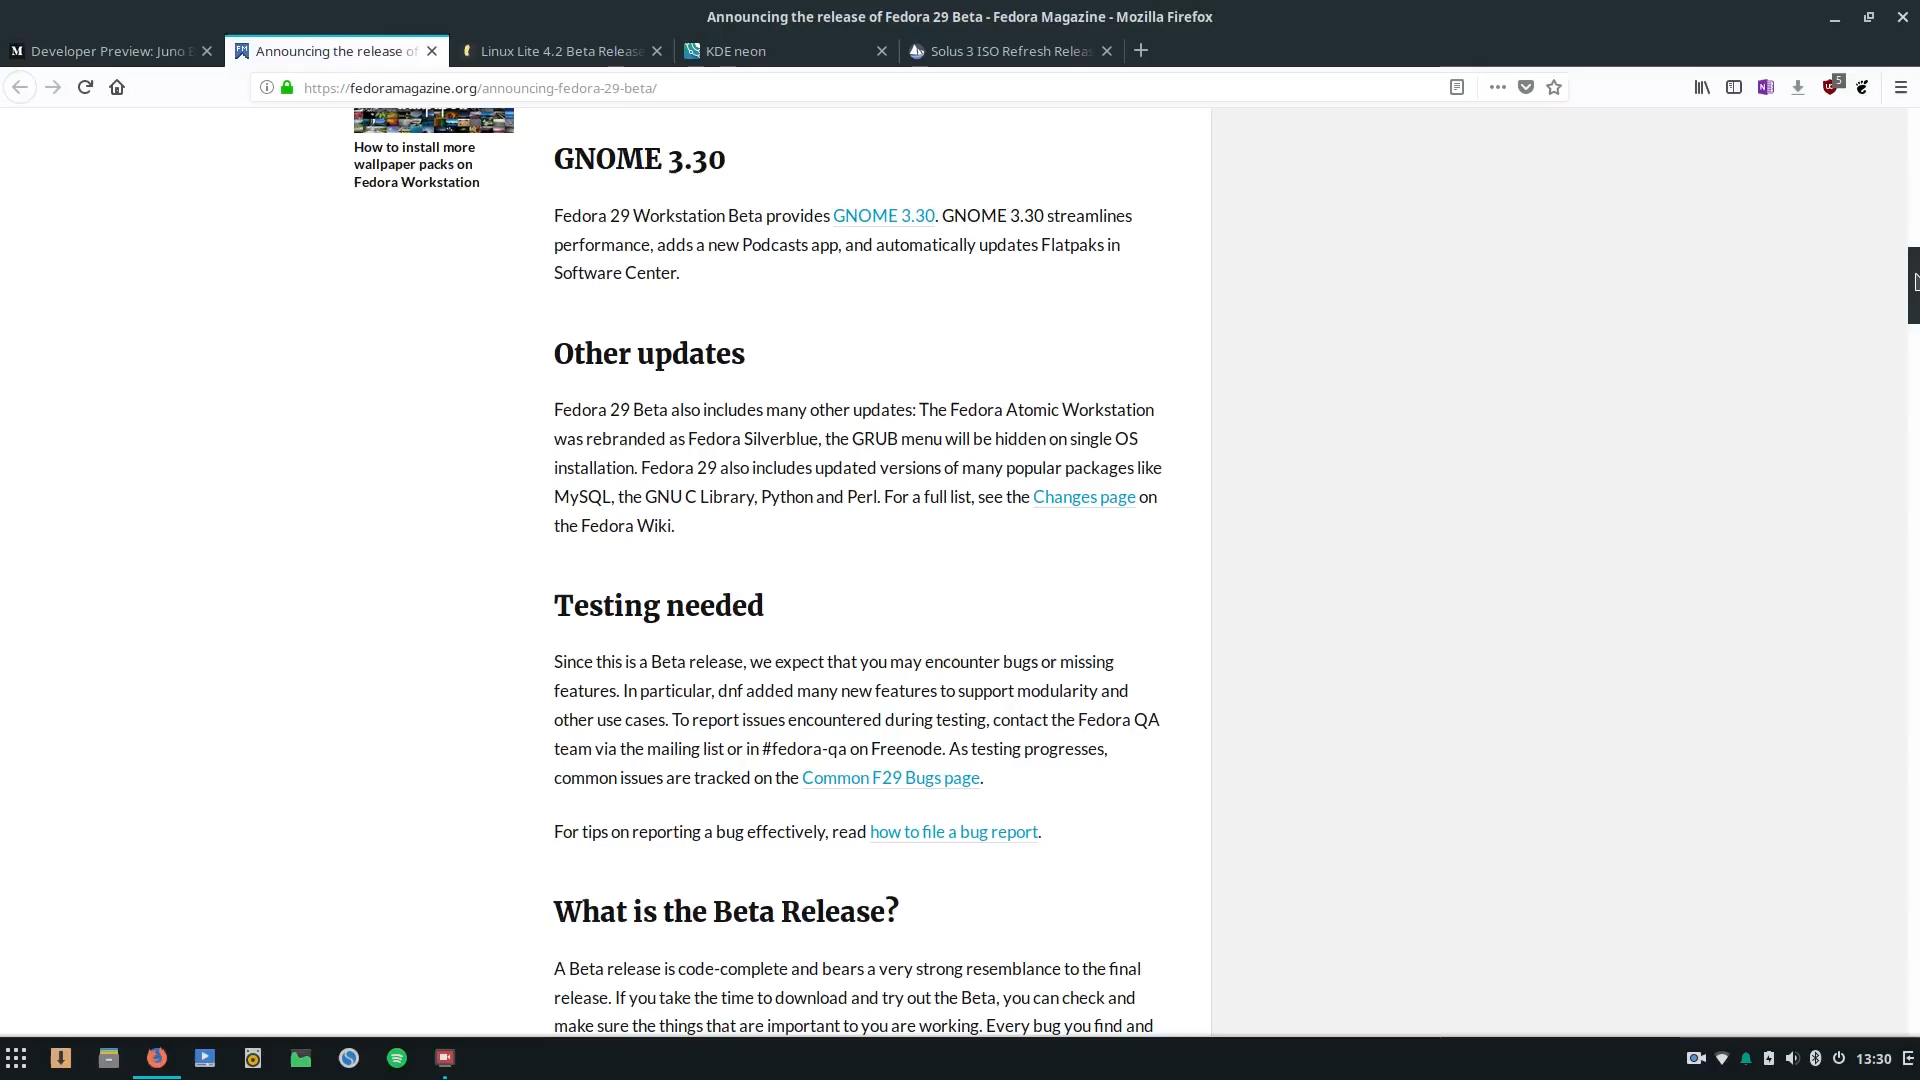 Announcing the release of Fedora 29 Beta - Fedora Magazine - Mozilla Firefox
Developer Preview: Juno
Announcing the release of
Linux Lite 4.2 Beta Release
KDE neon
Solus 3 ISO Refresh Relea
https://fedoramagazine.org/announcing-fedora-29-beta/
5
How to install more
wallpaper packs on
Fedora Workstation
GNOME 3.30
Fedora 29 Workstation Beta provides GNOME 3.30. GNOME 3.30 streamlines
performance, adds a new Podcasts app, and automatically updates Flatpaks in
Software Center.
Other updates
Fedora 29 Beta also includes many other updates: The Fedora Atomic Workstation
was rebranded as Fedora Silverblue, the GRUB menu will be hidden on single OS
installation. Fedora 29 also includes updated versions of many popular packages like
MySQL, the GNU C Library, Python and Perl. For a full list, see the Changes page on
the Fedora Wiki.
Testing needed
Since this is a Beta release, we expect that you may encounter bugs or missing
features. In particular, dnf added many new features to support modularity and
other use cases. To report issues encountered during testing, contact the Fedora QA
team via the mailing list or in #fedora-qa on Freenode. As testing progresses,
common issues are tracked on the Common F29 Bugs page.
For tips on reporting a bug effectively, read how to file a bug report.
What is the Beta Release?
A Beta release is code-complete and bears a very strong resemblance to the final
release. If you take the time to download and try out the Beta, you can check and
make sure the things that are important to you are working. Every bug you find and
13:30